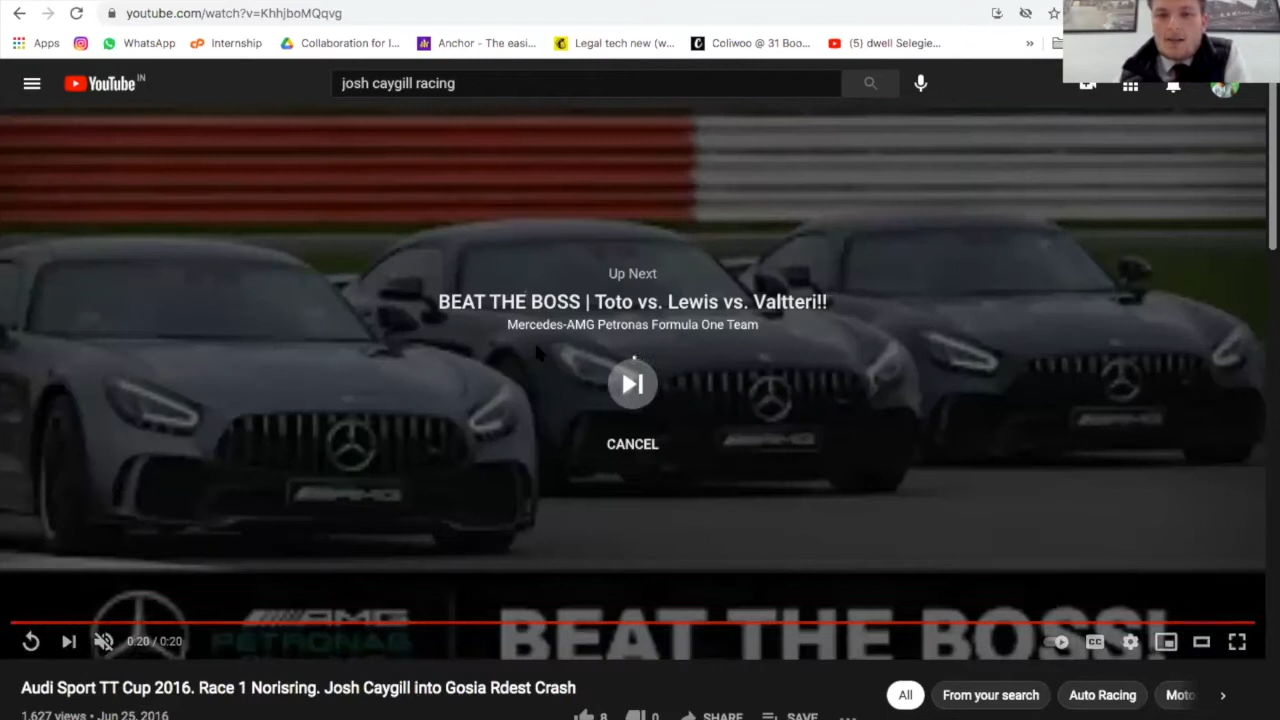 youtube.com/watch?v=KhhjboMQqvg
Apps WhatsApp Internship Collaboration for I... Anchor - The easi... Legal tech new (w... Coliwoo @ 31 Boo... (5) dwell Selegie... »
YouTube IN
josh caygill racing
Up Next
BEAT THE BOSS | Toto vs. Lewis vs. Valtteri!!
Mercedes-AMG Petronas Formula One Team
CANCEL
AMG
PETRONAS
BEAT THE BOSS!
0:20 / 0:20
CC
Audi Sport TT Cup 2016. Race 1 Norisring. Josh Caygill into Gosia Rdest Crash
All From your search Auto Racing Moto
1,627 views • Jun 25, 2016
8 0 SHARE SAVE